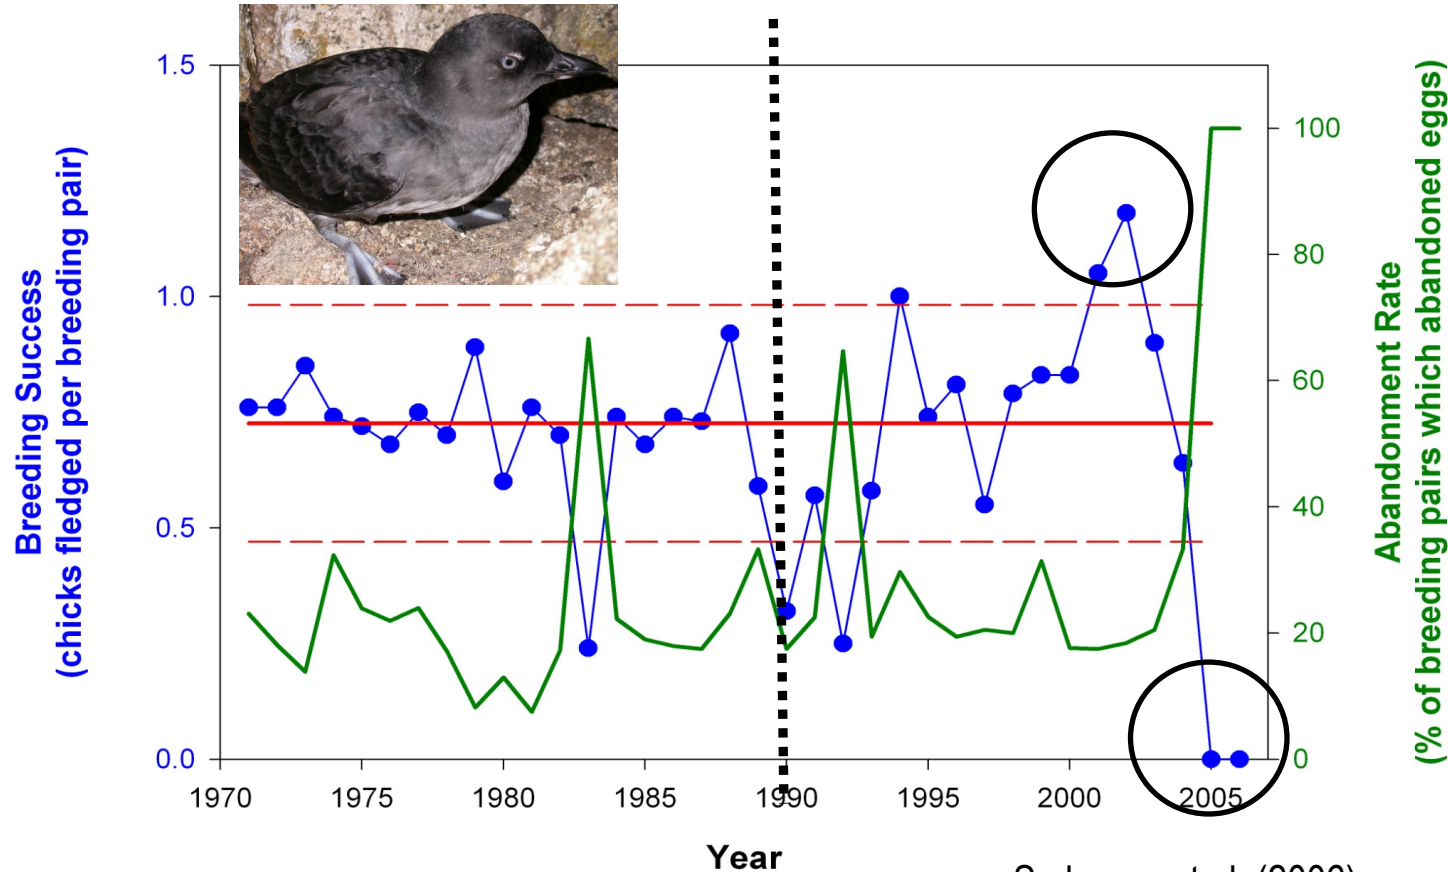 Breeding Success
(chicks fledged per breeding pair)
1.5
1.0
0.5
0.0
100
80
60
40
20
0
Abandonment Rate
(% of breeding pairs which abandoned eggs)
1970 1975 1980 1985 1990 1995 2000 2005
Year
(2006)